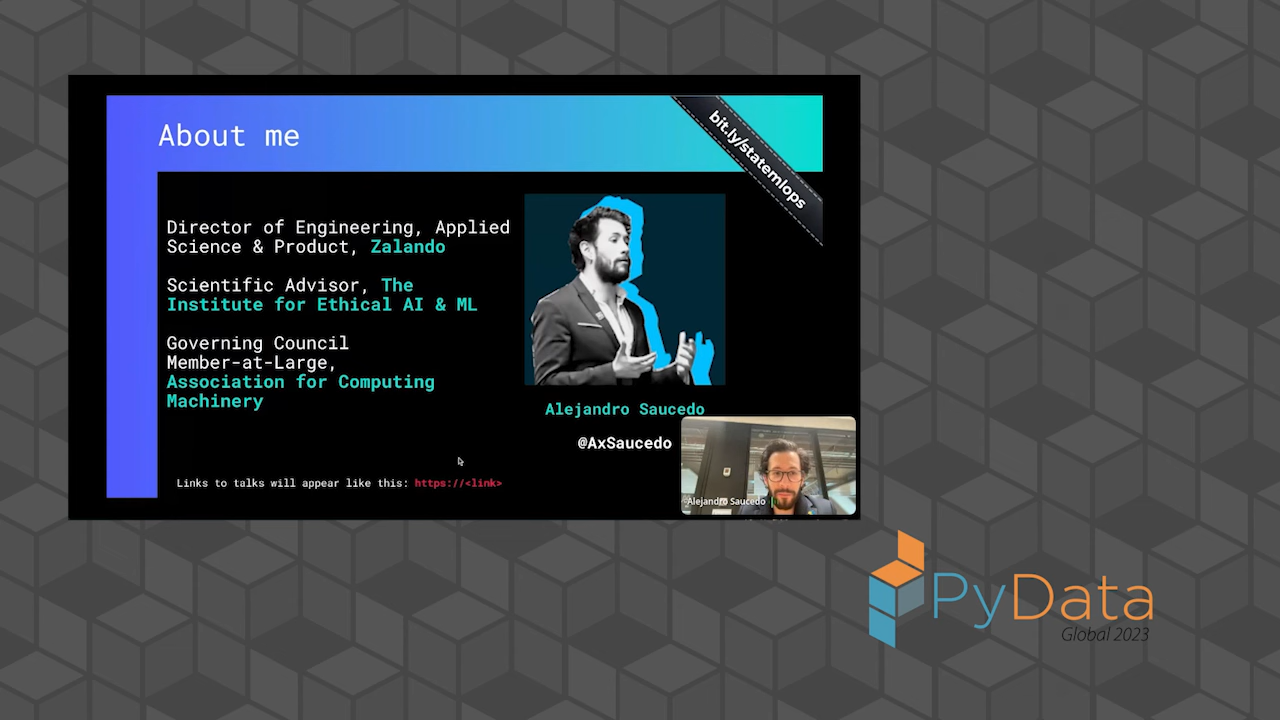 About me
bit.ly/statemlops
Director of Engineering, Applied
Science & Product, Zalando
Scientific Advisor, The
Institute for Ethical AI & ML
Governing Council
Member-at-Large,
Association for Computing
Machinery
Alejandro Saucedo
@AxSaucedo
Links to talks will appear like this: https://<link>
Alejandro Saucedo
PyData
Global 2023